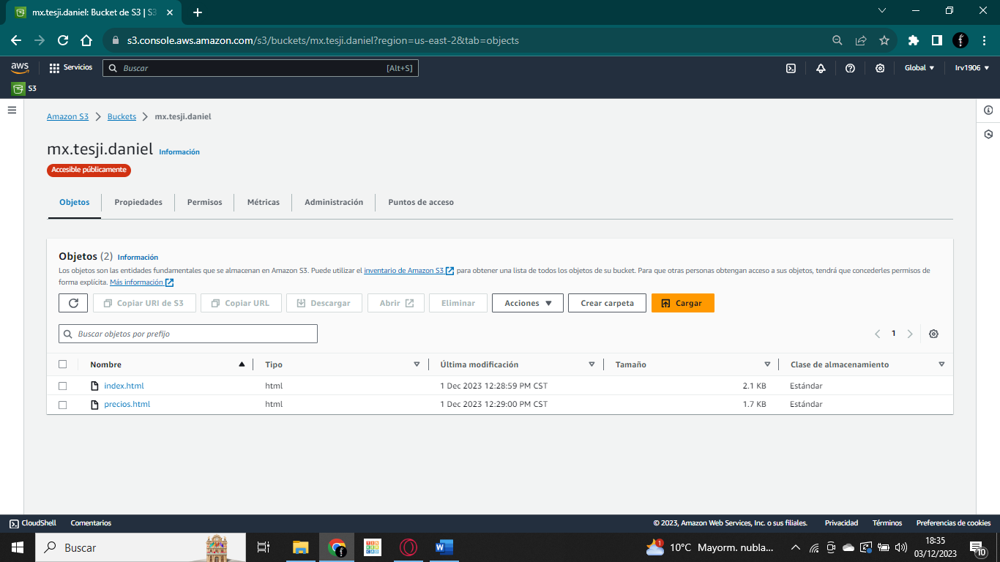 mx.tesji.daniel: Bucket de S3 | S3
s3.console.aws.amazon.com/s3/buckets/mx.tesji.daniel?region=us-east-2&tab=objects
aws
Servicios
Buscar
[Alt+S]
Global
Irv1906
S3
Amazon S3
Buckets
mx.tesji.daniel
mx.tesji.daniel Información
Accesible públicamente
Objetos
Propiedades
Permisos
Métricas
Administración
Puntos de acceso
Objetos (2) Información
Los objetos son las entidades fundamentales que se almacenan en Amazon S3. Puede utilizar el inventario de Amazon S3 para obtener una lista de todos los objetos de su bucket. Para que otras personas obtengan acceso a sus objetos, tendrá que concederles permisos de
forma explícita. Más información
Copiar URI de S3
Copiar URL
Descargar
Abrir
Eliminar
Acciones
Crear carpeta
Cargar
Buscar objetos por prefijo
1
Nombre
Tipo
Última modificación
Tamaño
Clase de almacenamiento
index.html
html
1 Dec 2023 12:28:59 PM CST
2.1 KB
Estándar
precios.html
html
1 Dec 2023 12:29:00 PM CST
1.7 KB
Estándar
CloudShell
Comentarios
© 2023, Amazon Web Services, Inc. o sus filiales.
Privacidad
Términos
Preferencias de cookies
Buscar
1
10°C Mayorm. nubla...
18:35
03/12/2023
10